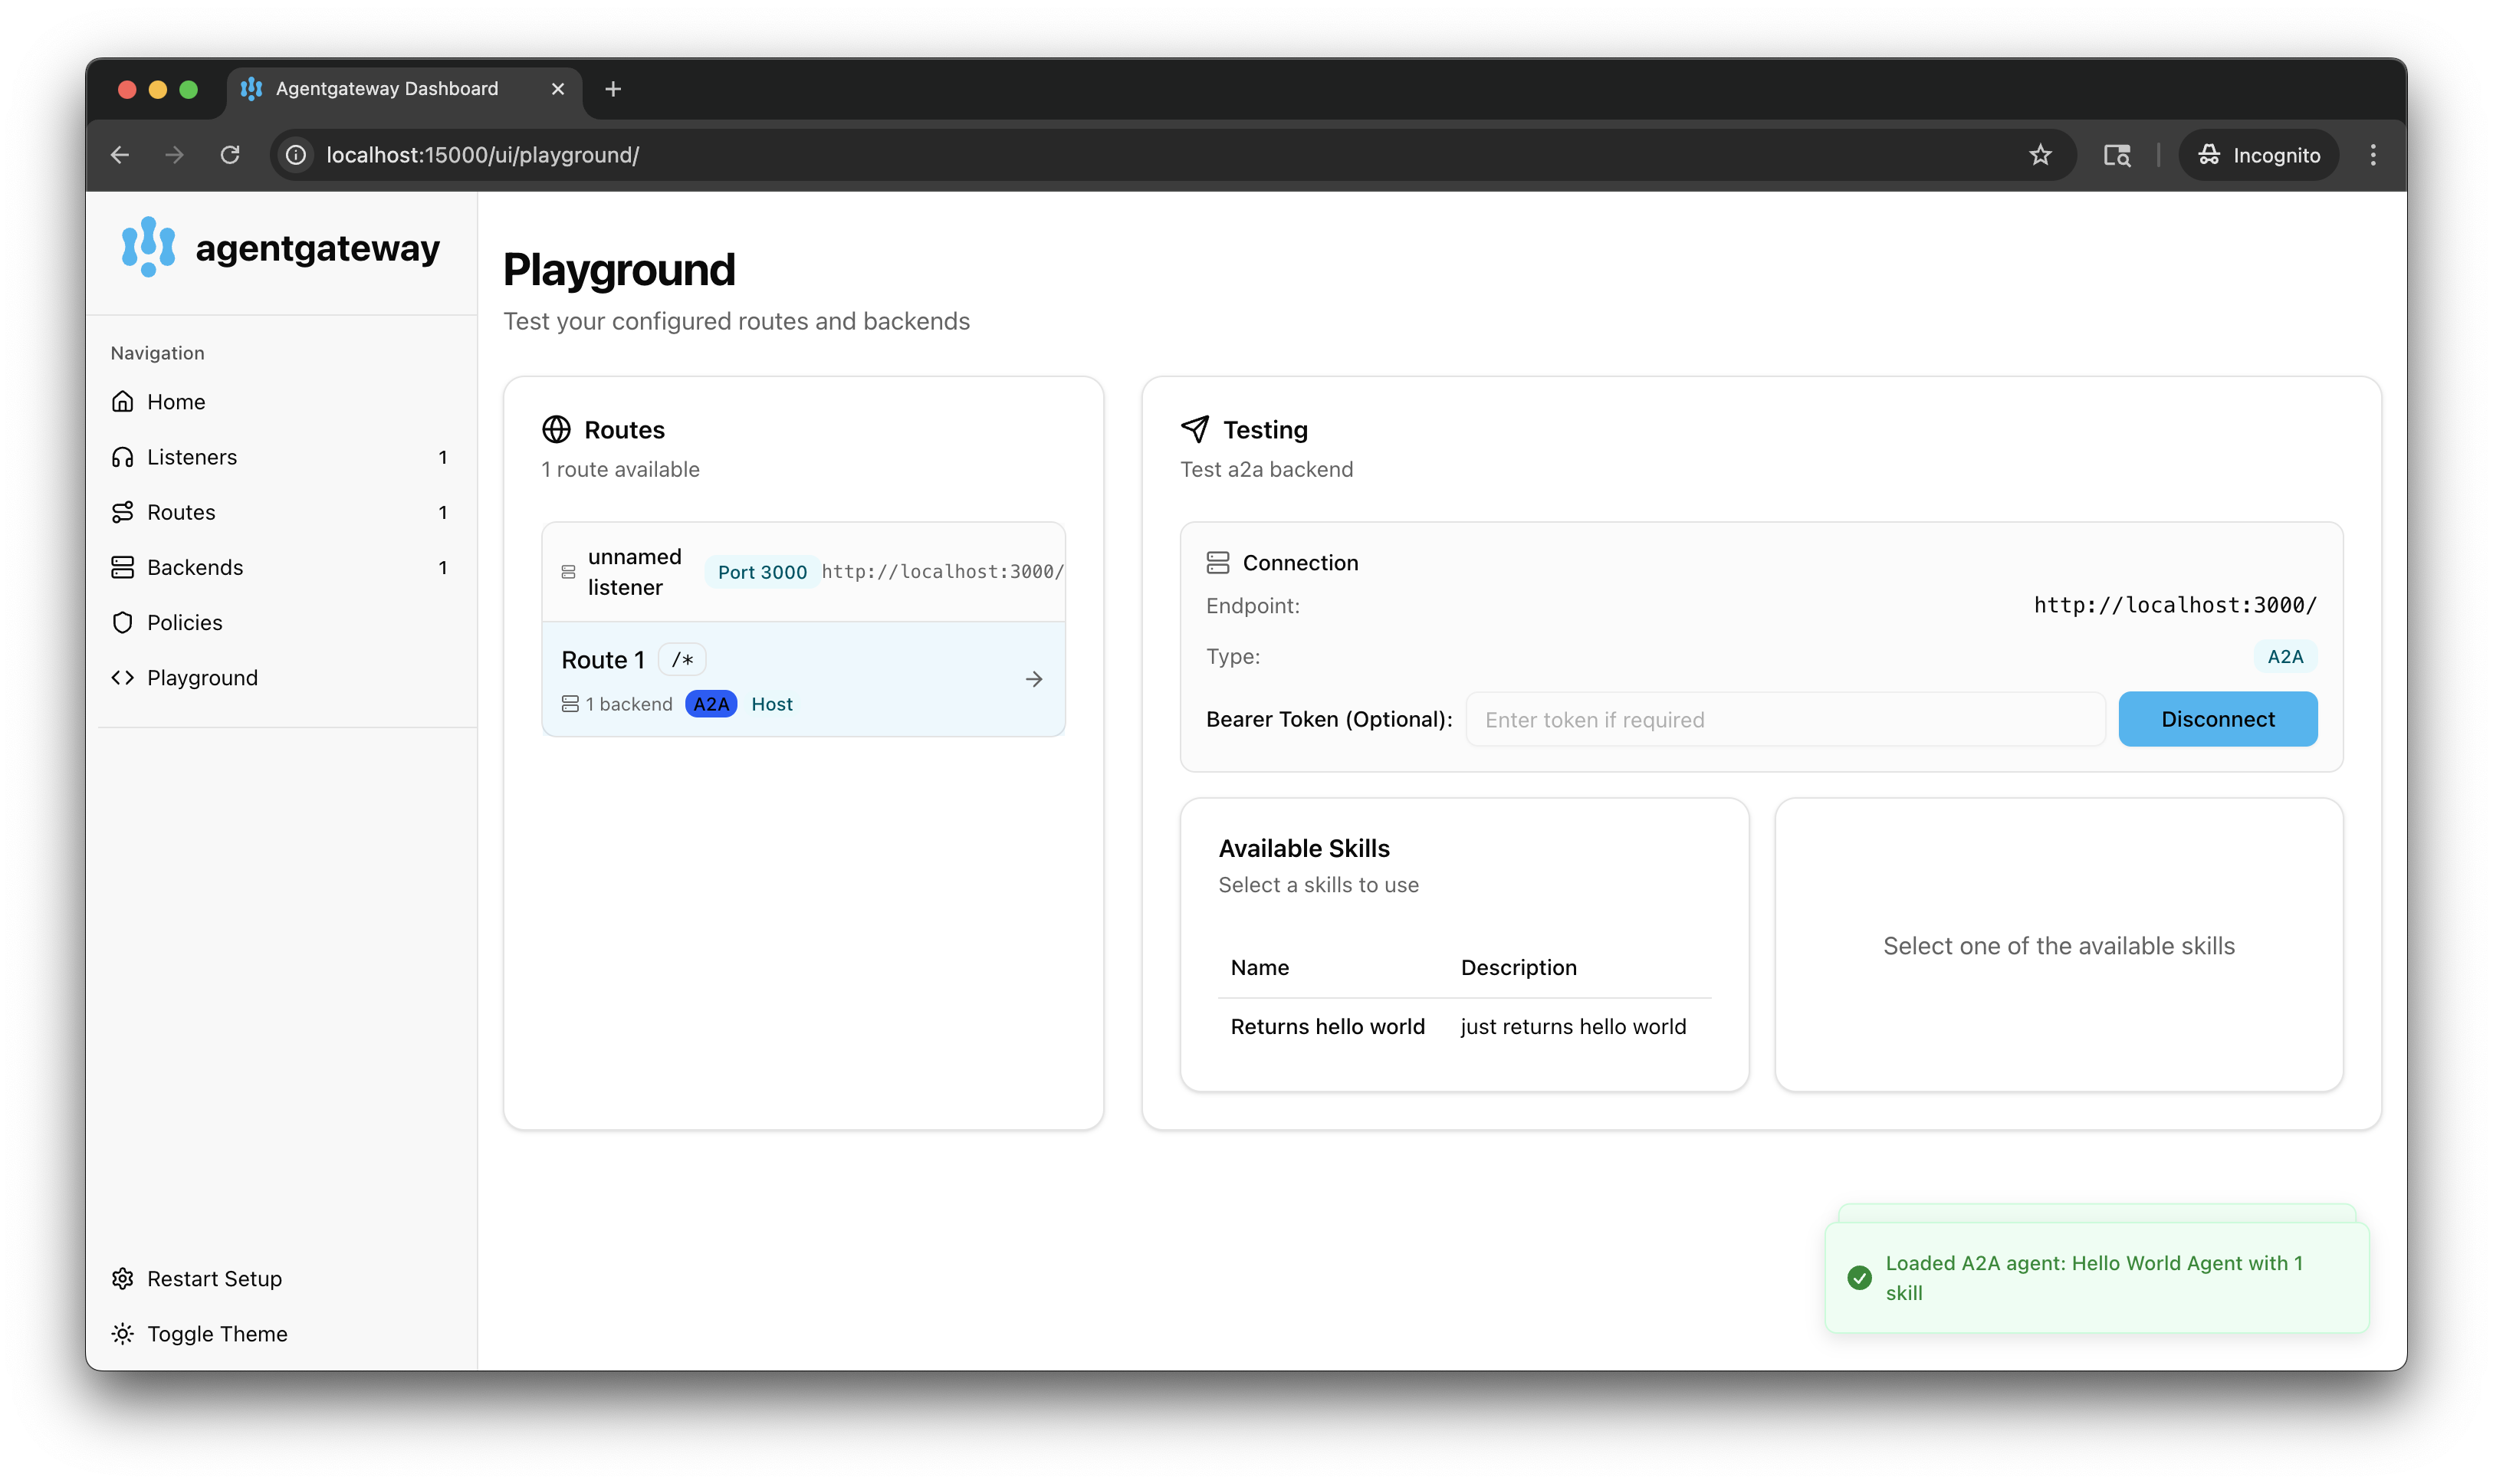 Agentgateway Dashboard
localhost:15000/ui/playground/
Incognito
agentgateway
Navigation
Home
Listeners 1
Routes 1
Backends 1
Policies
Playground
Restart Setup
Toggle Theme
Playground
Test your configured routes and backends
Routes
1 route available
unnamed
listener
Port 3000
http://localhost:3000/
Route 1 /*
1 backend A2A Host
Testing
Test a2a backend
Connection
Endpoint: http://localhost:3000/
Type: A2A
Bearer Token (Optional): Enter token if required Disconnect
Available Skills
Select a skills to use
Name Description
Returns hello world just returns hello world
Select one of the available skills
Loaded A2A agent: Hello World Agent with 1
skill